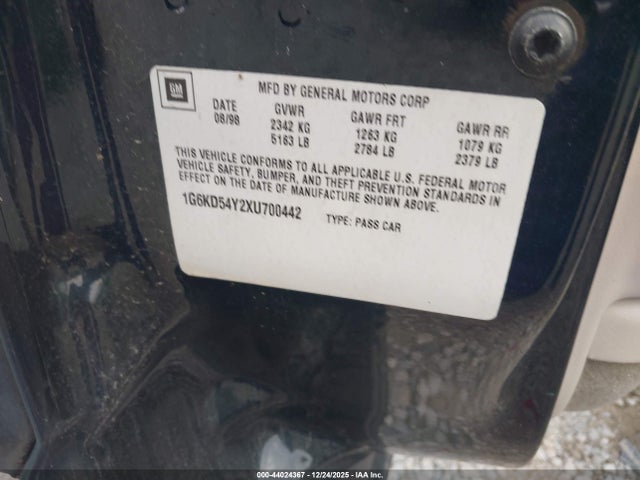 GM
MFD BY GENERAL MOTORS CORP
DATE GVWR GAWR FRT GAWR RR
08/98 2342 KG 1263 KG 1079 KG
5163 LB 2784 LB 2379 LB
THIS VEHICLE CONFORMS TO ALL APPLICABLE U.S. FEDERAL MOTOR
VEHICLE SAFETY, BUMPER, AND THEFT PREVENTION STANDARDS IN
EFFECT ON THE DATE OF MANUFACTURE SHOWN ABOVE.
1G6KD54Y2XU700442 TYPE: PASS CAR
000-44024367 - 12/24/2025 - IAA Inc.